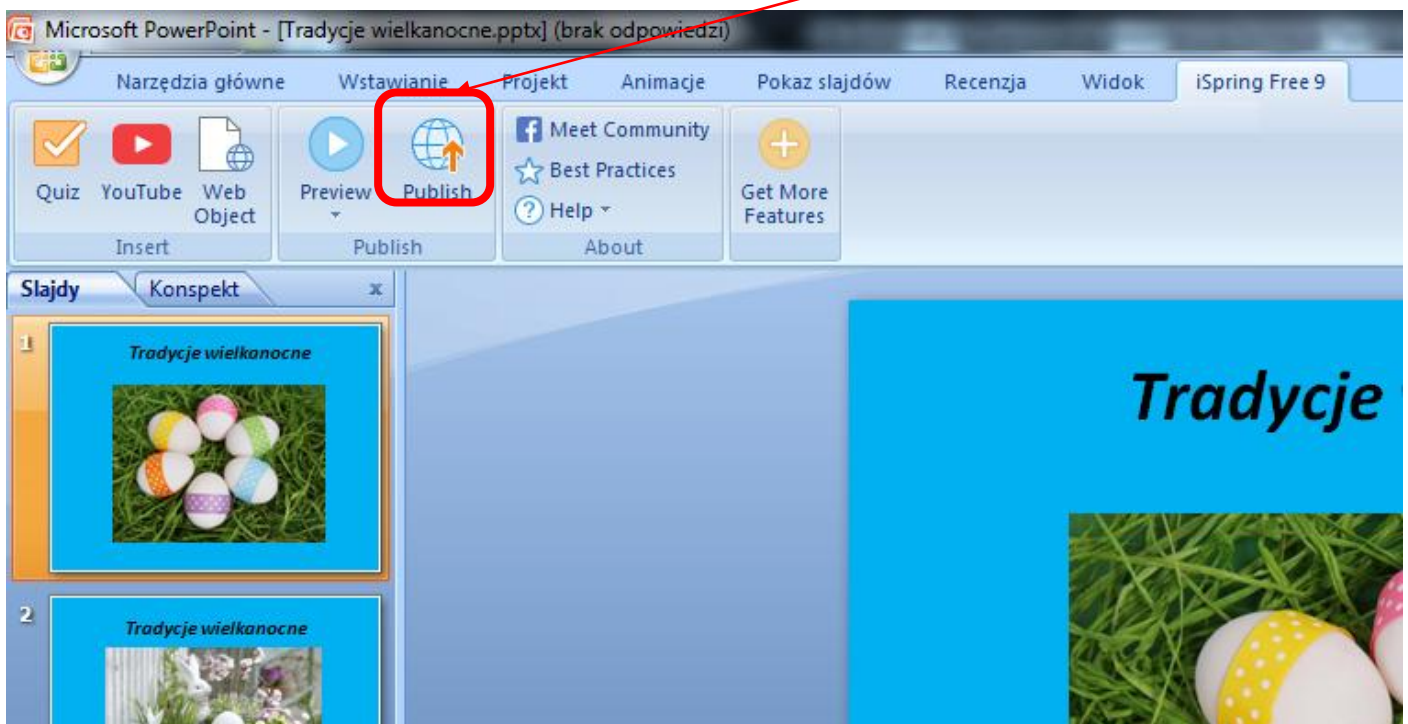 Microsoft PowerPoint - [Tradycje wielkanocne.pptx] (brak odpowiedzi)
Narzędzia główne Wstawianie Projekt Animacje Pokaz slajdów Recenzja Widok iSpring Free 9
Quiz YouTube Web Object Preview Publish
Meet Community
Best Practices
Help
Get More Features
Insert Publish About
Slajdy Konspekt x
1
Tradycje wielkanocne
2
Tradycje wielkanocne
Tradycje